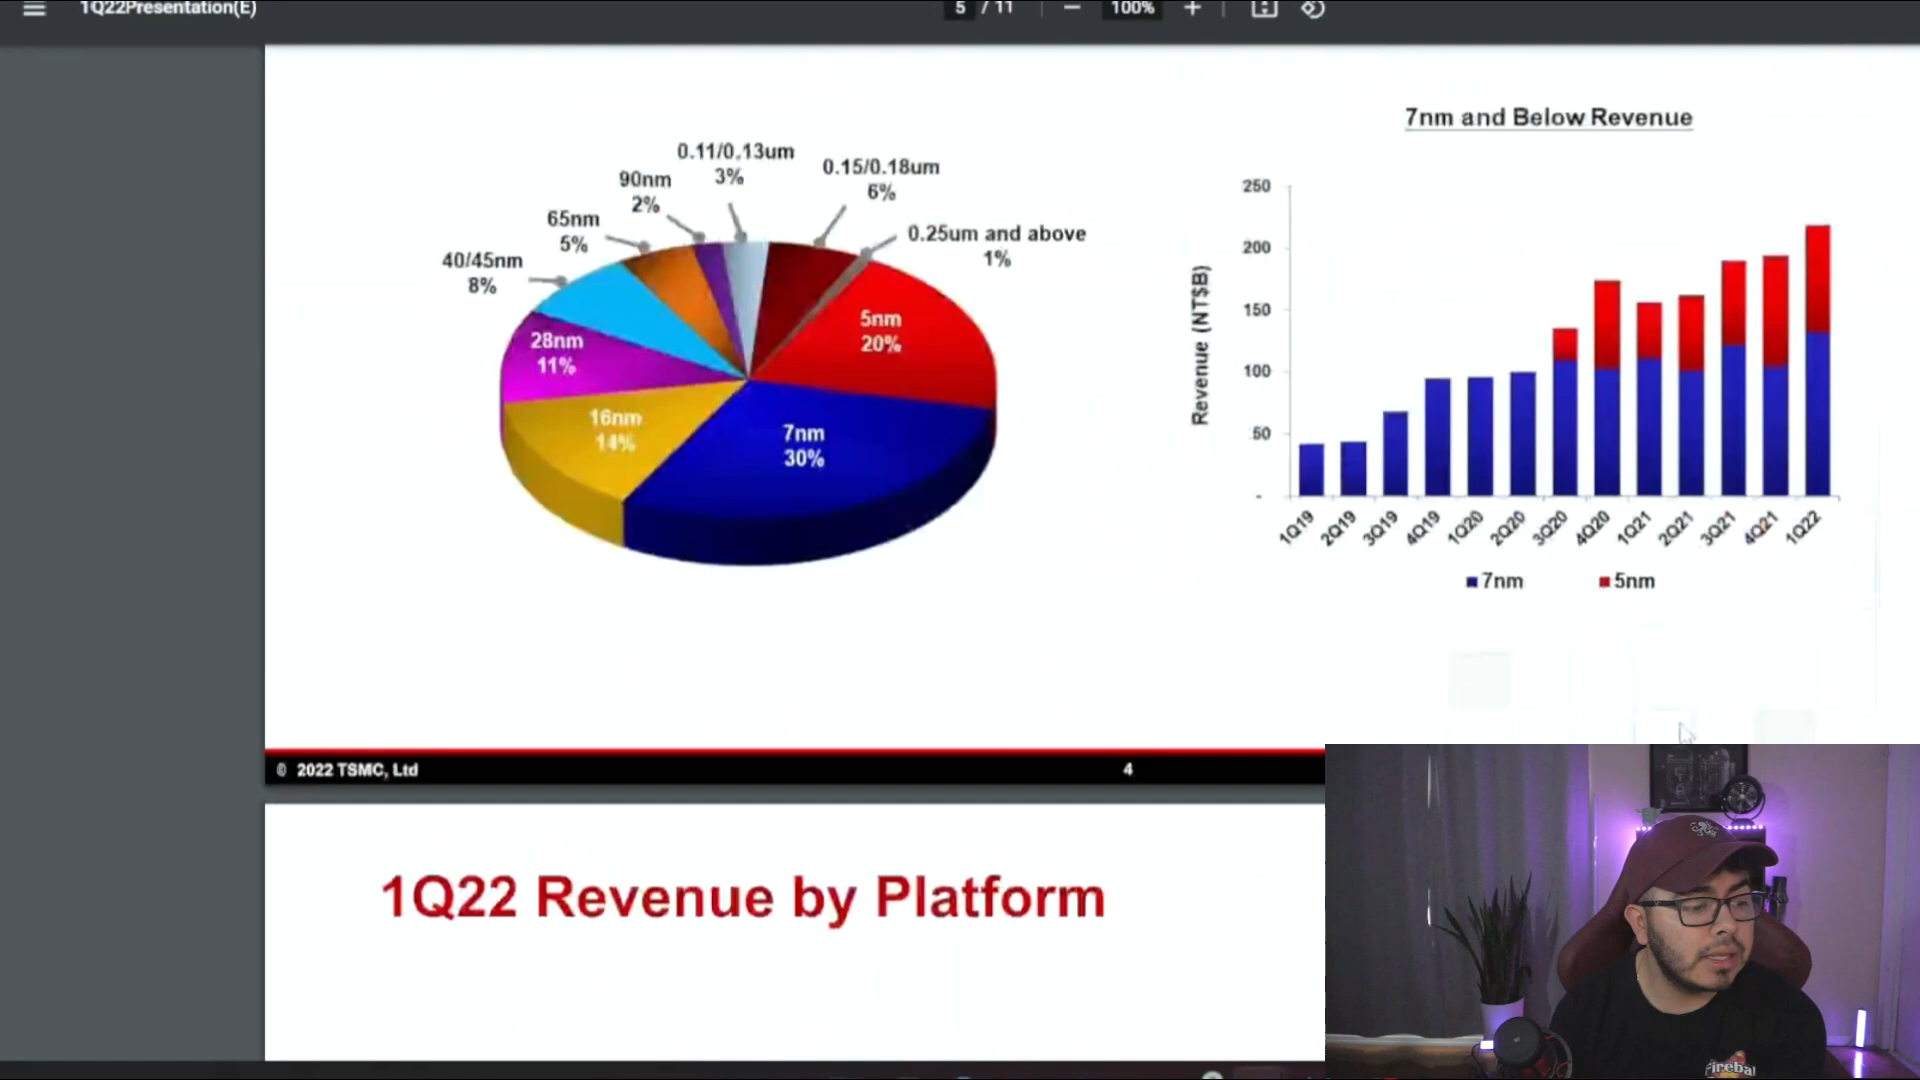 1Q22Presentation(E)
5 / 11
100%
0.11/0.13um
3%
0.15/0.18um
6%
90nm
2%
65nm
5%
0.25um and above
1%
40/45nm
8%
5nm
20%
28nm
11%
16nm
14%
7nm
30%
7nm and Below Revenue
Revenue (NT$B)
250
200
150
100
50
-
1Q19
2Q19
3Q19
4Q19
1Q20
2Q20
3Q20
4Q20
1Q21
2Q21
3Q21
4Q21
1Q22
7nm
5nm
© 2022 TSMC, Ltd
4
1Q22 Revenue by Platform